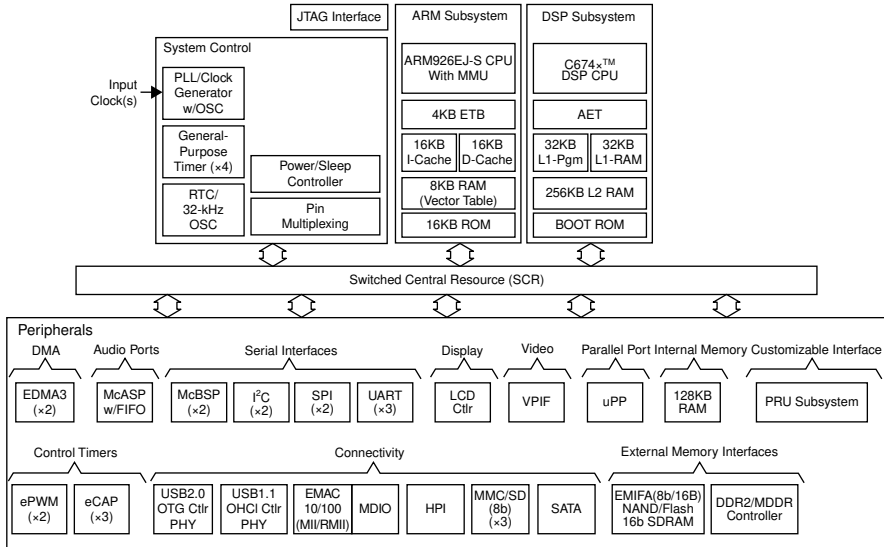 JTAG Interface
ARM Subsystem
DSP Subsystem
System Control
Input
Clock(s)
PLL/Clock
Generator
w/OSC
General-
Purpose
Timer (×4)
RTC/
32-kHz
OSC
Power/Sleep
Controller
Pin
Multiplexing
ARM926EJ-S CPU
With MMU
4KB ETB
16KB
I-Cache
16KB
D-Cache
8KB RAM
(Vector Table)
16KB ROM
C674×™
DSP CPU
AET
32KB
L1-Pgm
32KB
L1-RAM
256KB L2 RAM
BOOT ROM
Switched Central Resource (SCR)
Peripherals
DMA
Audio Ports
Serial Interfaces
Display
Video
Parallel Port
Internal Memory
Customizable Interface
EDMA3
(×2)
McASP
w/FIFO
McBSP
(×2)
I²C
(×2)
SPI
(×2)
UART
(×3)
LCD
Ctlr
VPIF
uPP
128KB
RAM
PRU Subsystem
Control Timers
Connectivity
External Memory Interfaces
ePWM
(×2)
eCAP
(×3)
USB2.0
OTG Ctlr
PHY
USB1.1
OHCI Ctlr
PHY
EMAC
10/100
(MII/RMII)
MDIO
HPI
MMC/SD
(8b)
(×3)
SATA
EMIFA(8b/16B)
NAND/Flash
16b SDRAM
DDR2/MDDR
Controller